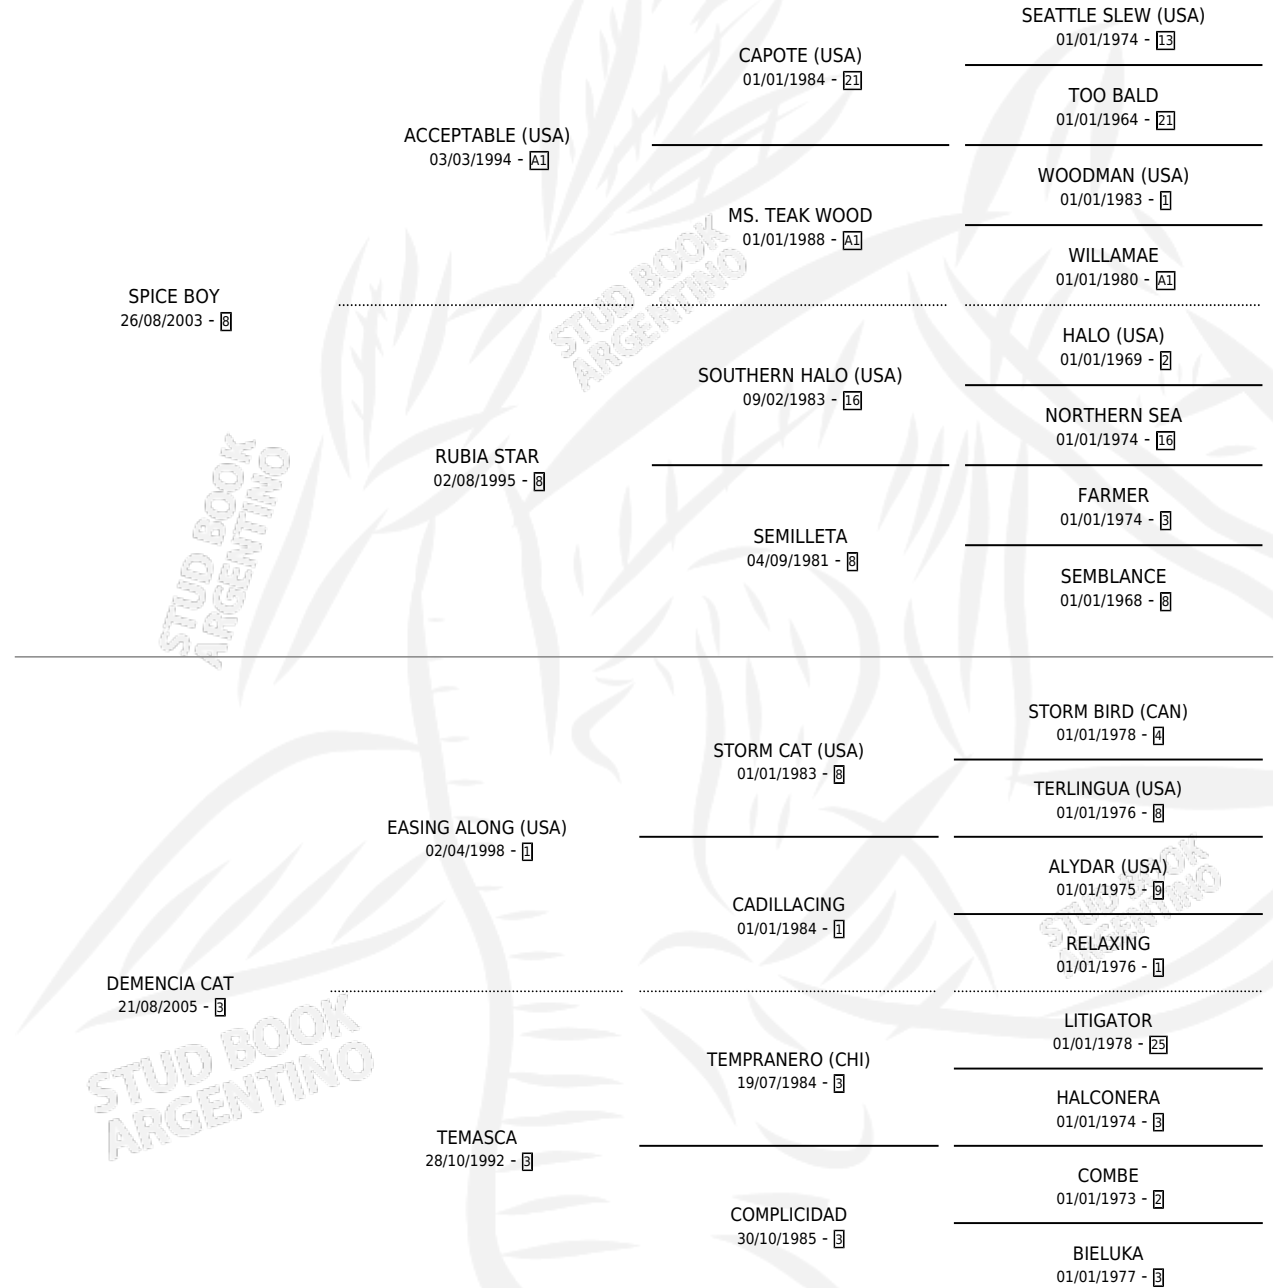 SEATTLE SLEW (USA)
01/01/1974 - 13
CAPOTE (USA)
01/01/1984 - 21
TOO BALD
01/01/1964 - 21
ACCEPTABLE (USA)
03/03/1994 - A1
WOODMAN (USA)
01/01/1983 - 1
MS. TEAK WOOD
01/01/1988 - A1
WILLAMAE
01/01/1980 - A1
SPICE BOY
26/08/2003 - 8
HALO (USA)
01/01/1969 - 2
SOUTHERN HALO (USA)
09/02/1983 - 16
NORTHERN SEA
01/01/1974 - 16
RUBIA STAR
02/08/1995 - 8
FARMER
01/01/1974 - 3
SEMILLETA
04/09/1981 - 8
SEMBLANCE
01/01/1968 - 8
STORM BIRD (CAN)
01/01/1978 - 4
STORM CAT (USA)
01/01/1983 - 8
TERLINGUA (USA)
01/01/1976 - 8
EASING ALONG (USA)
02/04/1998 - 1
ALYDAR (USA)
01/01/1975 - 9
CADILLACING
01/01/1984 - 1
RELAXING
01/01/1976 - 1
DEMENCIA CAT
21/08/2005 - 3
LITIGATOR
01/01/1978 - 25
TEMPRANERO (CHI)
19/07/1984 - 3
HALCONERA
01/01/1974 - 3
TEMASCA
28/10/1992 - 3
COMBE
01/01/1973 - 2
COMPLICIDAD
30/10/1985 - 3
BIELUKA
01/01/1977 - 3
STUD BOOK
ARGENTINO
STUD BOOK
ARGENTINO
STUD BOOK
ARGENTINO
STUD BOOK
ARGENTINO